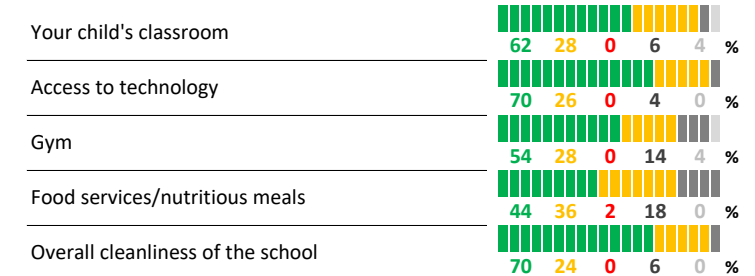 Your child's classroom
62 28 0 6 4 %
Access to technology
70 26 0 4 0 %
Gym
54 28 0 14 4 %
Food services/nutritious meals
44 36 2 18 0 %
Overall cleanliness of the school
70 24 0 6 0 %